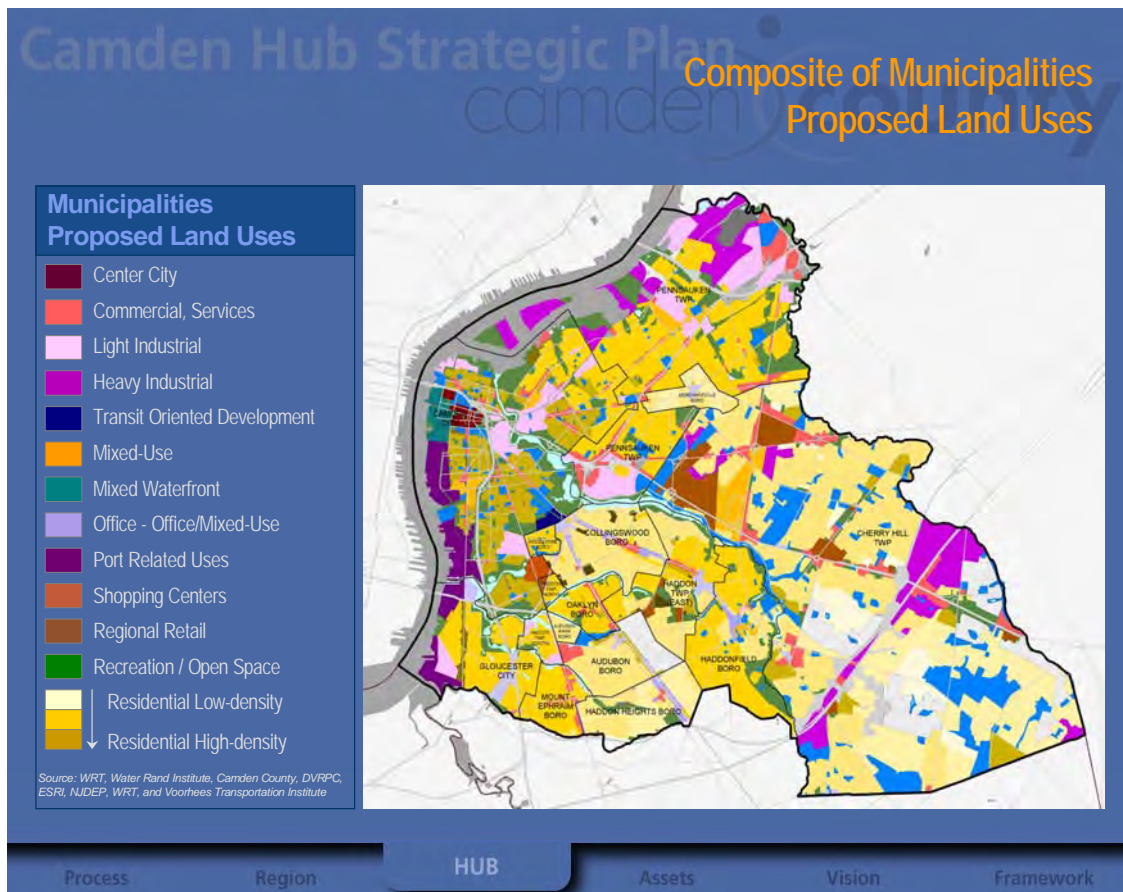 Camden Hub Strategic Plan
camden county
Composite of Municipalities
Proposed Land Uses
Municipalities
Proposed Land Uses
Center City
Commercial, Services
Light Industrial
Heavy Industrial
Transit Oriented Development
Mixed-Use
Mixed Waterfront
Office - Office/Mixed-Use
Port Related Uses
Shopping Centers
Regional Retail
Recreation / Open Space
Residential Low-density
Residential High-density
Source: WRT, Water Rand Institute, Camden County, DVRPC,
ESRI, NJDEP, WRT, and Voorhees Transportation Institute
PENNSAUKEN
TWP
MERCHANTVILLE
BORO
PENNSAUKEN
TWP
CHERRY HILL
TWP
COLLINGSWOOD
BORO
HADDON
TWP
(EAST)
OAKLYN
BORO
GLOUCESTER
CITY
AUDUBON
BORO
HADDONFIELD
BORO
MOUNT
EPHRAIM
BORO
HADDON HEIGHTS BORO
Process
Region
HUB
Assets
Vision
Framework